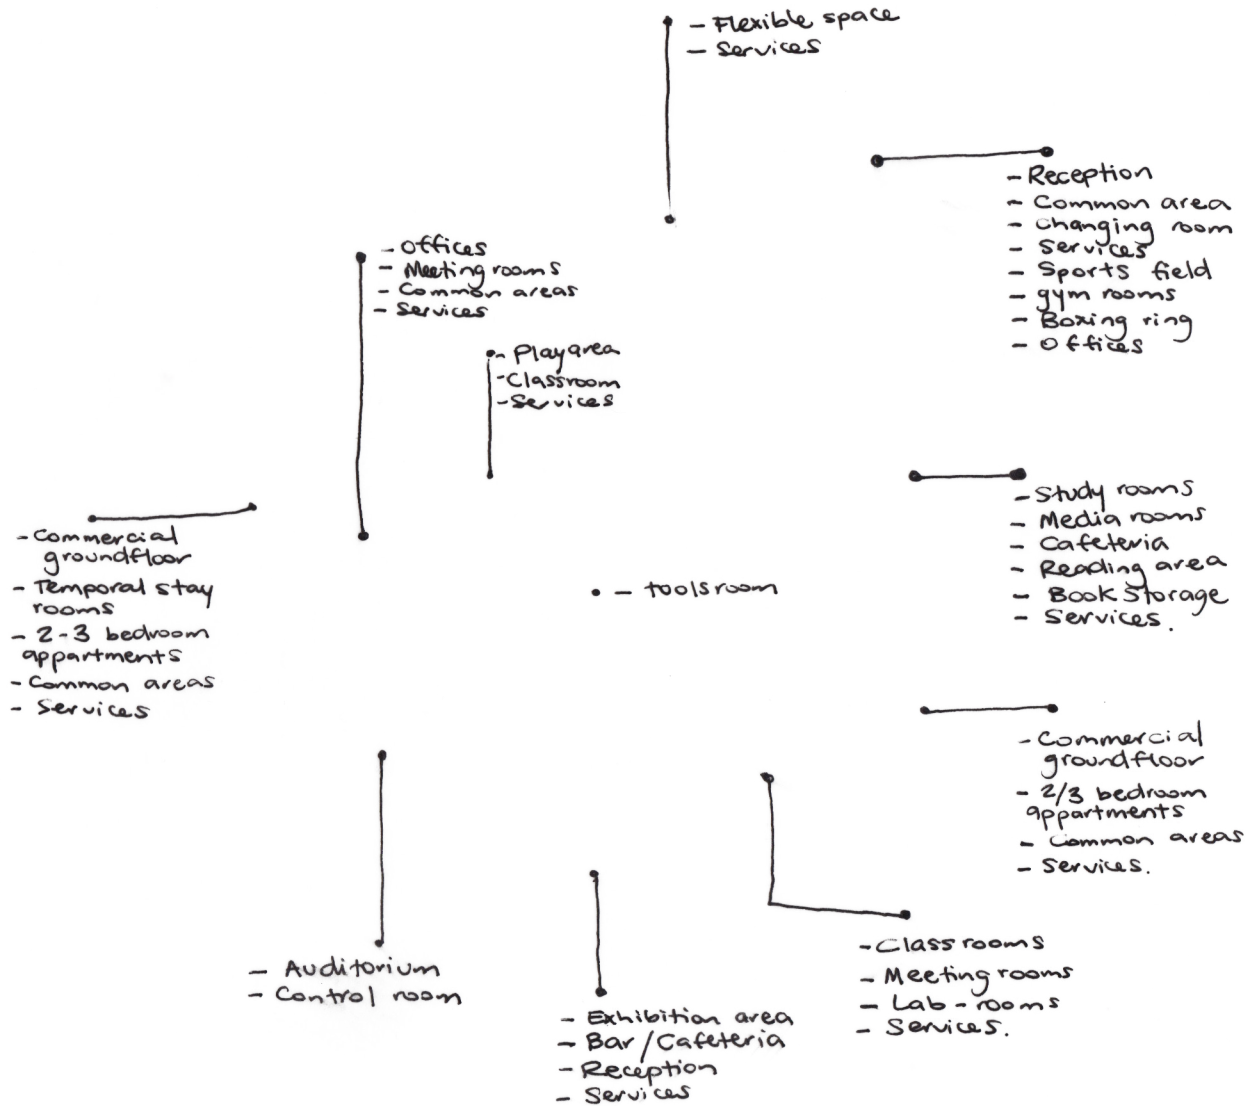 - Flexible space
- Services
- Reception
- Common area
- Changing room
- Services
- Sports field
- gym rooms
- Boxing ring
- Offices
- Offices
- Meeting rooms
- Common areas
- Services
- Playarea
- Classroom
- Services
- Commercial
groundfloor
- Temporal stay
rooms
- 2-3 bedroom
appartments
- Common areas
- Services
- Study rooms
- Media rooms
- Cafeteria
- Reading area
- Book Storage
- Services.
- toolsroom
- Commercial
groundfloor
- 2/3 bedroom
appartments
- Common areas
- Services.
- Auditorium
- Control room
- Exhibition area
- Bar/Cafeteria
- Reception
- Services
- Classrooms
- Meeting rooms
- Lab-rooms
- Services.